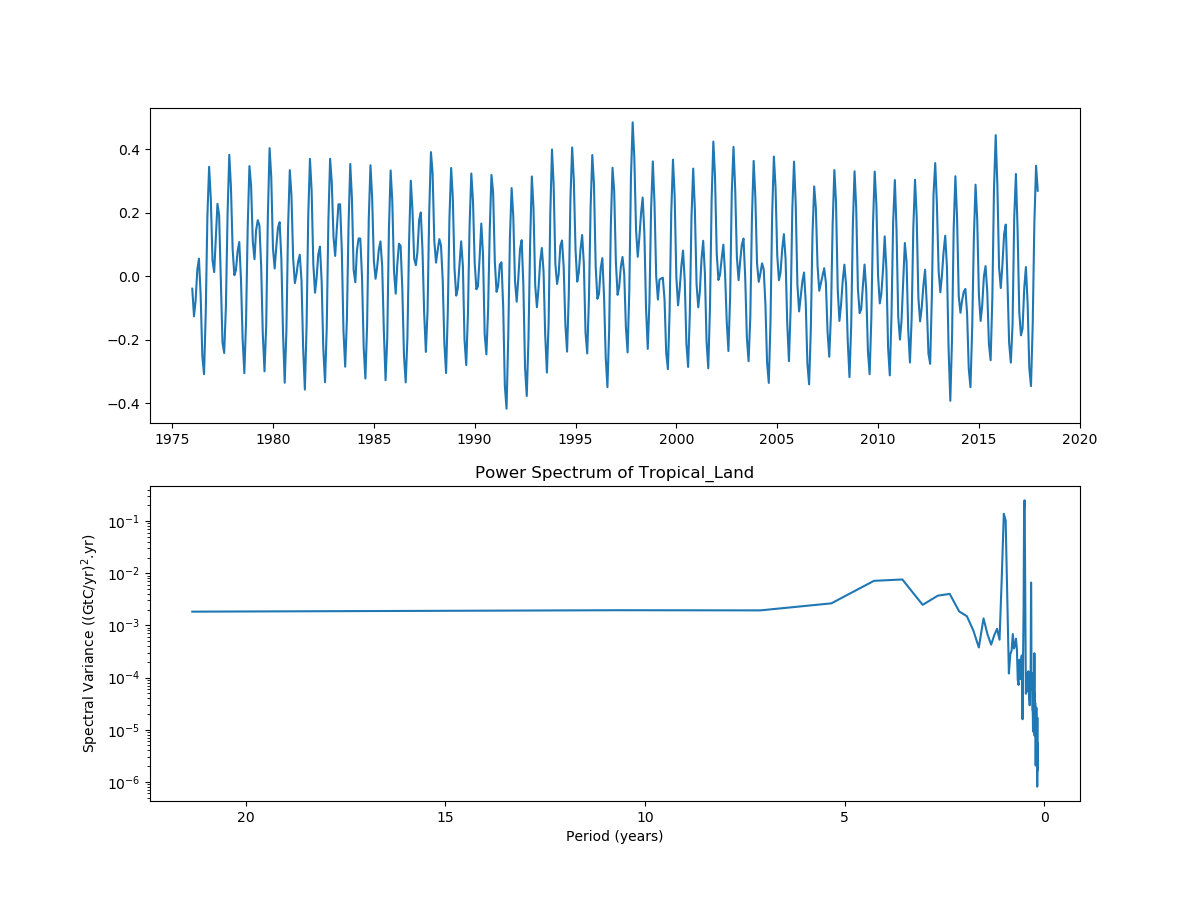 0.4
0.2
0.0
−0.2
−0.4
1975 1980 1985 1990 1995 2000 2005 2010 2015 2020
Power Spectrum of Tropical_Land
Spectral Variance ((GtC/yr)².yr)
10⁻¹
10⁻²
10⁻³
10⁻⁴
10⁻⁵
10⁻⁶
20 15 10 5 0
Period (years)